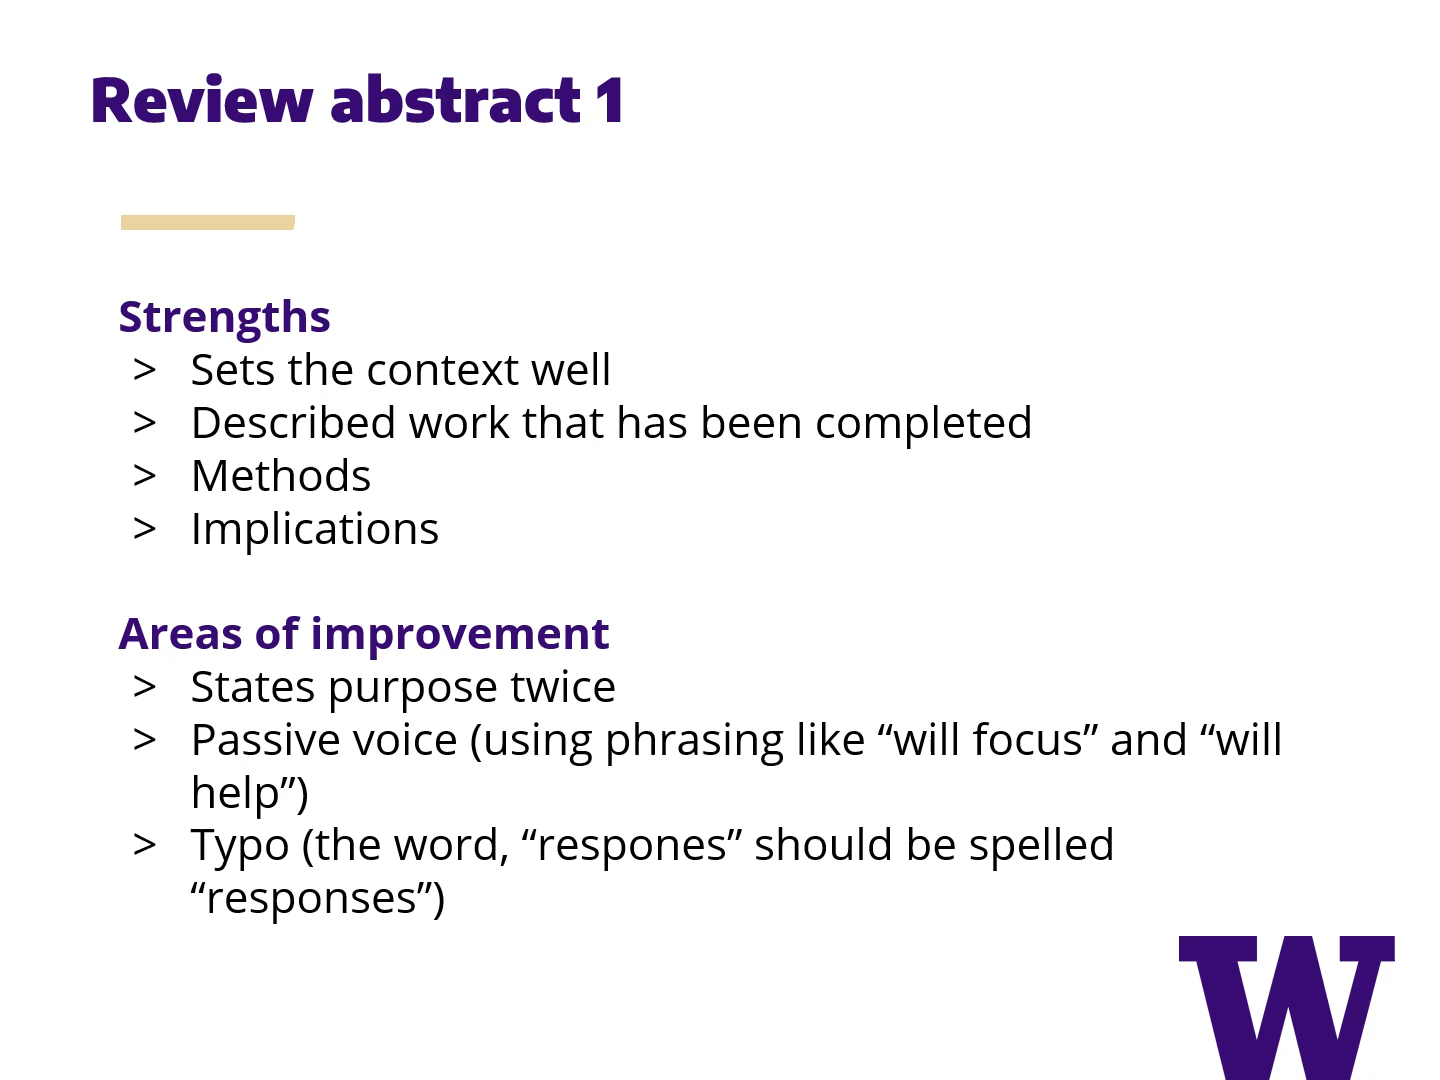 Review abstract 1
Strengths
> Sets the context well
> Described work that has been completed
> Methods
> Implications
Areas of improvement
> States purpose twice
> Passive voice (using phrasing like “will focus” and “will
help”)
> Typo (the word, “respones” should be spelled
“responses”)
W